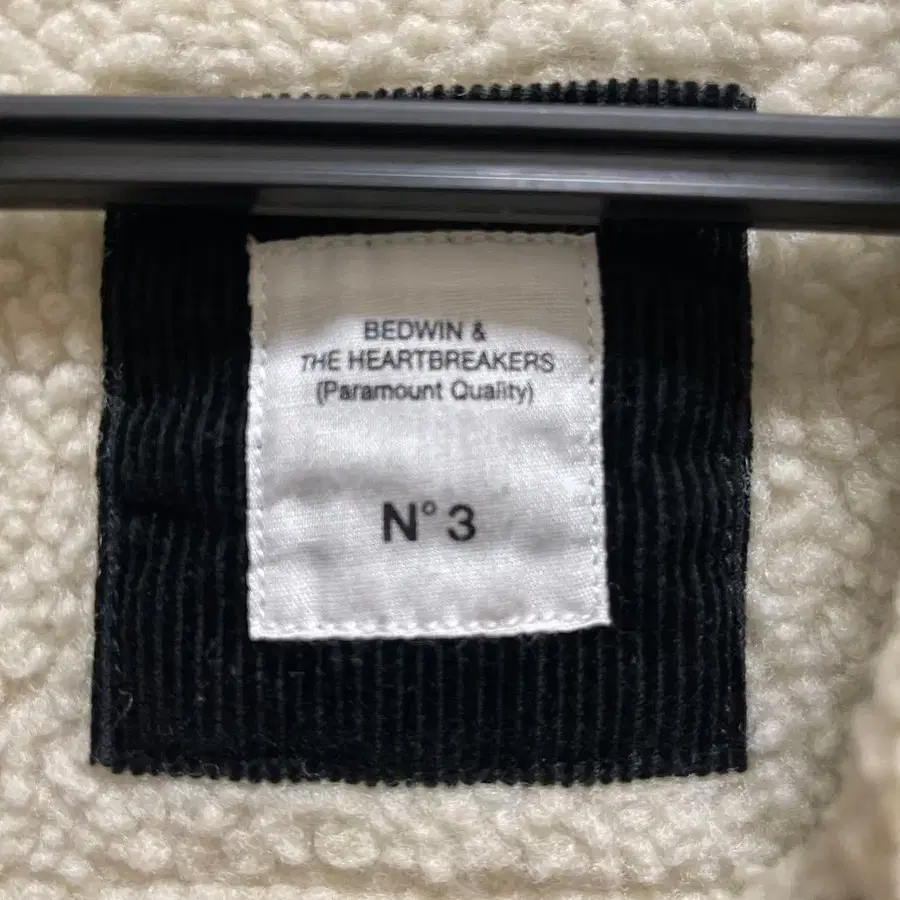 BEDWIN &
THE HEARTBREAKERS
(Paramount Quality)
N° 3